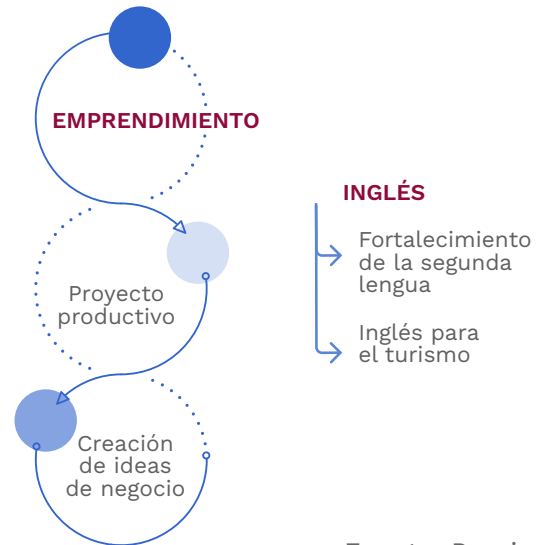 EMPRENDIMIENTO
Proyecto
productivo
Creación
de ideas
de negocio
INGLÉS
Fortalecimiento
de la segunda
lengua
Inglés para
el turismo